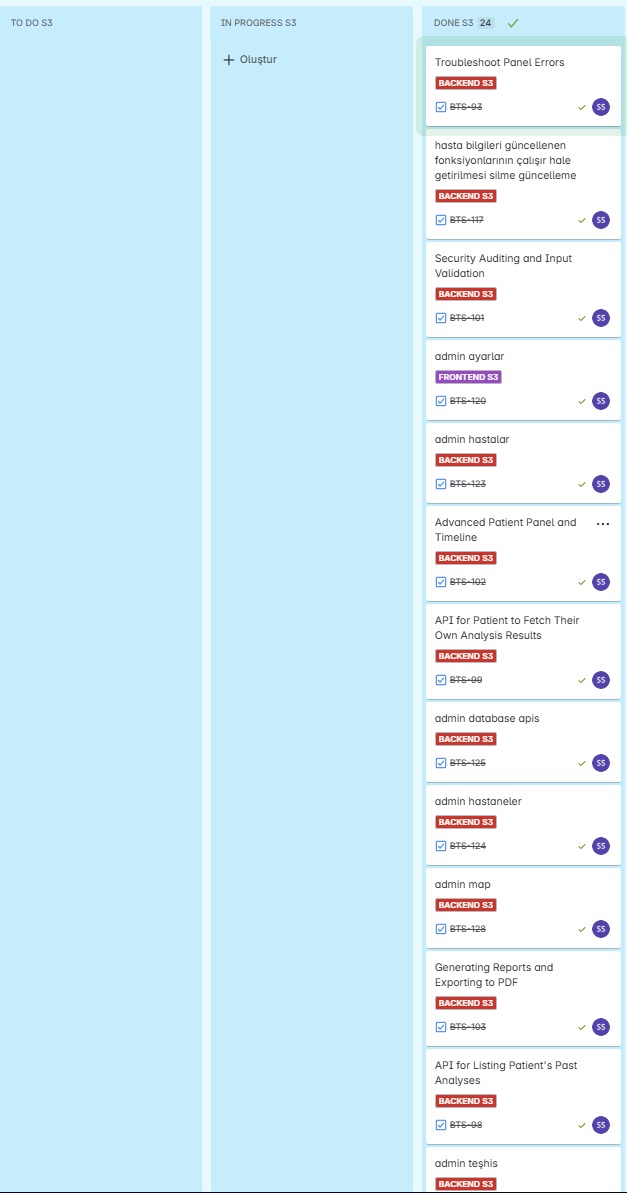 TO DO S3
IN PROGRESS S3
Oluştur
DONE S3 24
Troubleshoot Panel Errors
BACKEND S3
BTS-93
SS
hasta bilgileri güncellenen
fonksiyonlarının çalışır hale
getirilmesi silme güncelleme
BACKEND S3
BTS-117
SS
Security Auditing and Input
Validation
BACKEND S3
BTS-101
SS
admin ayarlar
FRONTEND S3
BTS-120
SS
admin hastalar
BACKEND S3
BTS-123
SS
Advanced Patient Panel and
Timeline
BACKEND S3
BTS-102
SS
API for Patient to Fetch Their
Own Analysis Results
BACKEND S3
BTS-99
SS
admin database apis
BACKEND S3
BTS-125
SS
admin hastaneler
BACKEND S3
BTS-124
SS
admin map
BACKEND S3
BTS-128
SS
Generating Reports and
Exporting to PDF
BACKEND S3
BTS-103
SS
API for Listing Patient's Past
Analyses
BACKEND S3
BTS-98
SS
admin teşhis
BACKEND S3